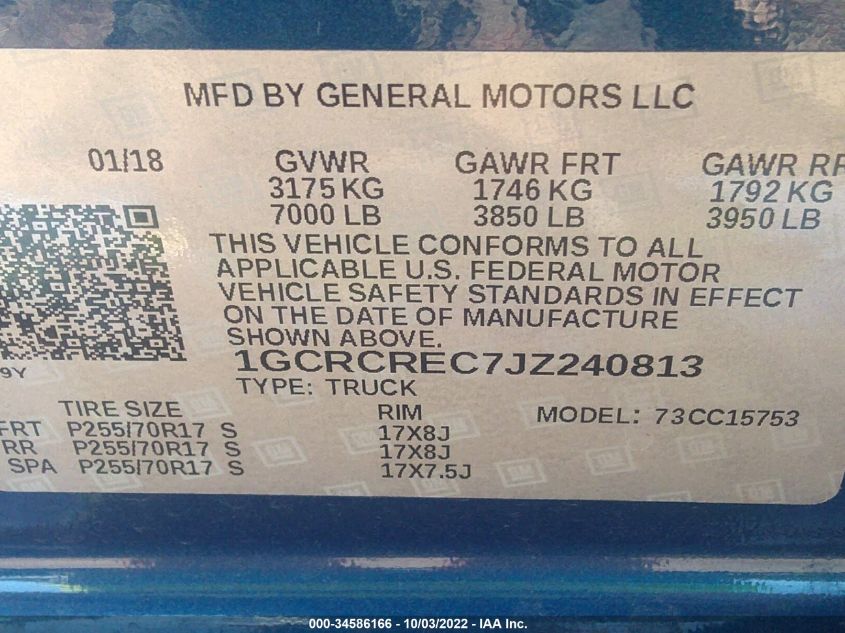 MFD BY GENERAL MOTORS LLC
01/18 GVWR GAWR FRT GAWR RR
3175 KG 1746 KG 1792 KG
7000 LB 3850 LB 3950 LB
THIS VEHICLE CONFORMS TO ALL
APPLICABLE U.S. FEDERAL MOTOR
VEHICLE SAFETY STANDARDS IN EFFECT
ON THE DATE OF MANUFACTURE
SHOWN ABOVE.
1GCRCREC7JZ240813
9Y
TYPE: TRUCK
TIRE SIZE RIM MODEL: 73CC15753
FRT P255/70R17 S 17X8J
RR P255/70R17 S 17X8J
SPA P255/70R17 S 17X7.5J
000-34586166 - 10/03/2022 - IAA Inc.